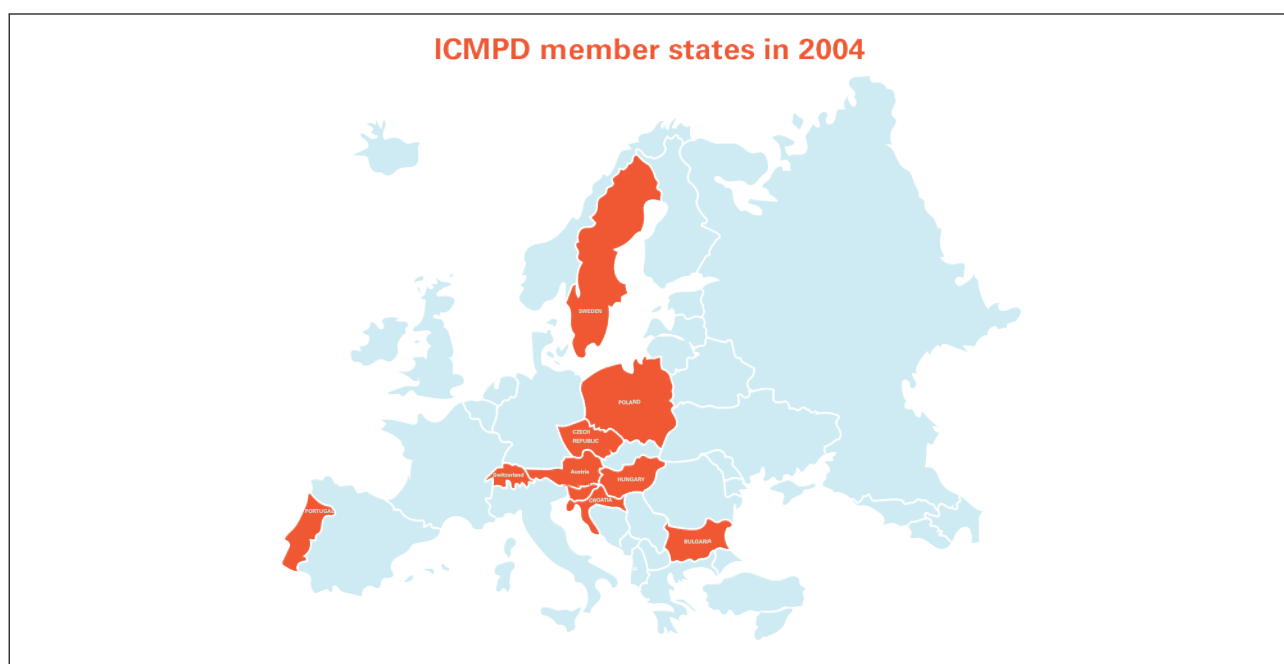 ICMPD member states in 2004
SWEDEN
POLAND
CZECH
REPUBLIC
Switzerland
Austria
HUNGARY
CROATIA
PORTUGAL
BULGARIA